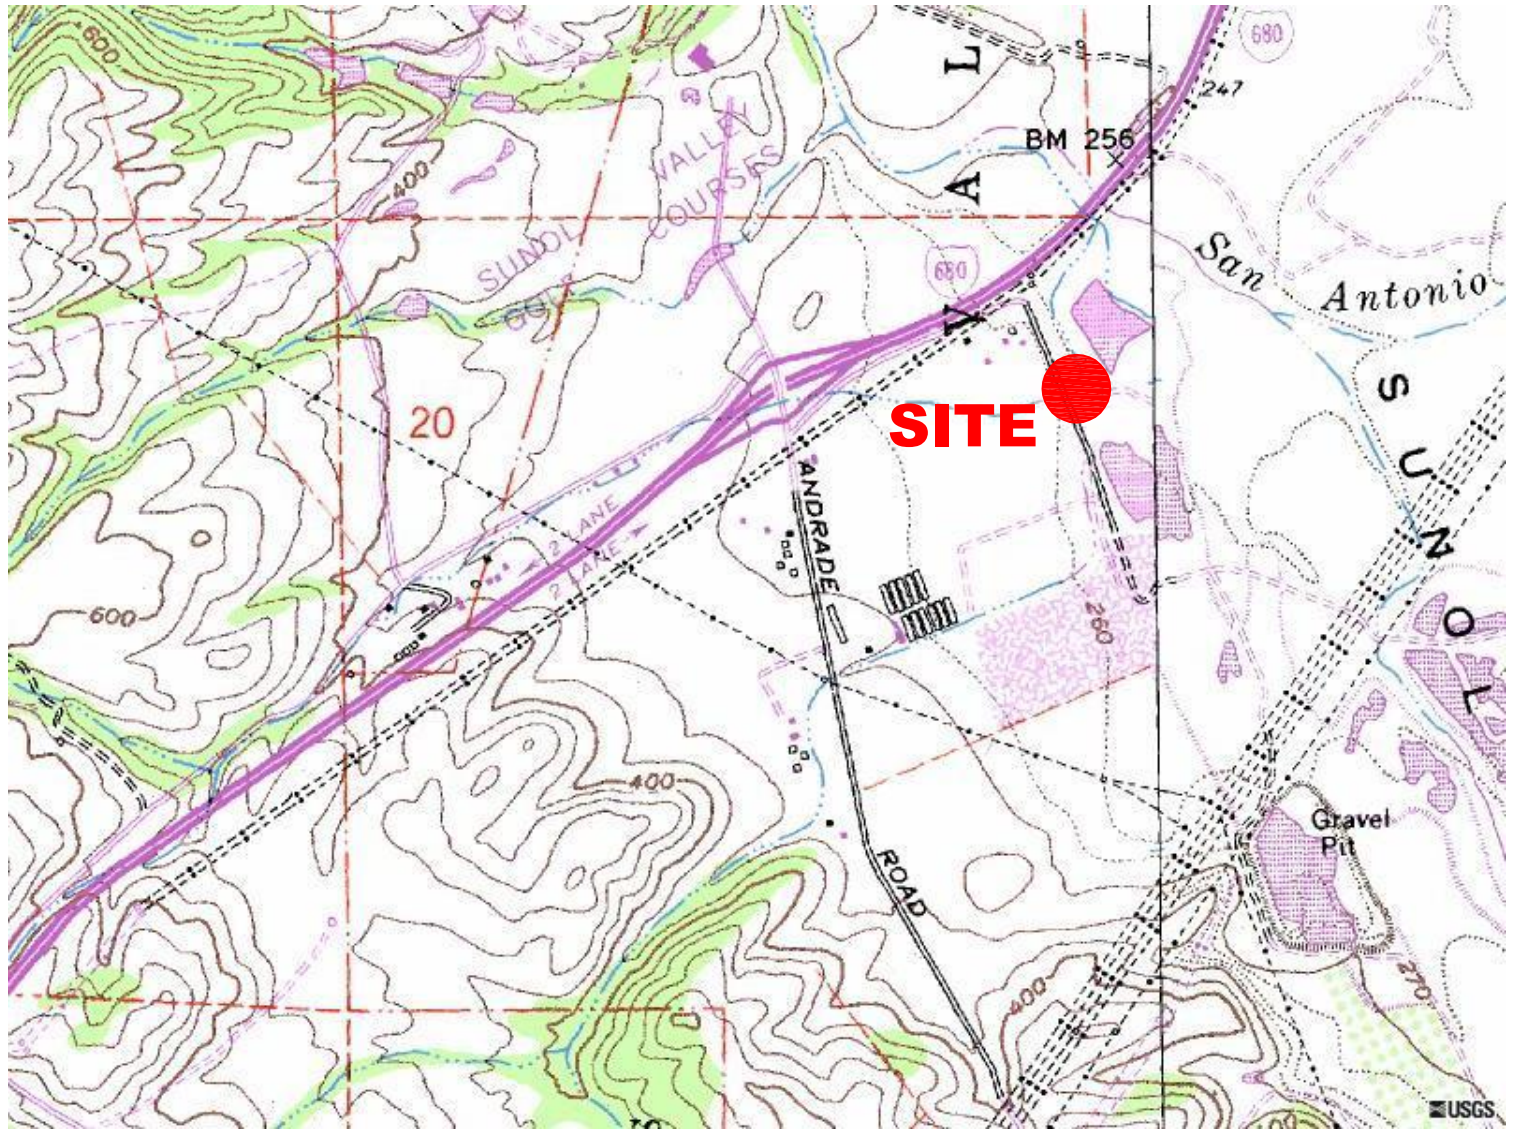 600
680
L
247
BM 256
VALLEY
COURSES
A
400
San
SUNOL
GOLF
680
Antonio
V
SITE
S
20
ANDRADE
U
2 LANE
2 LANE
N
600
260
O
L
400
Gravel
Pit
ROAD
400
270
USGS